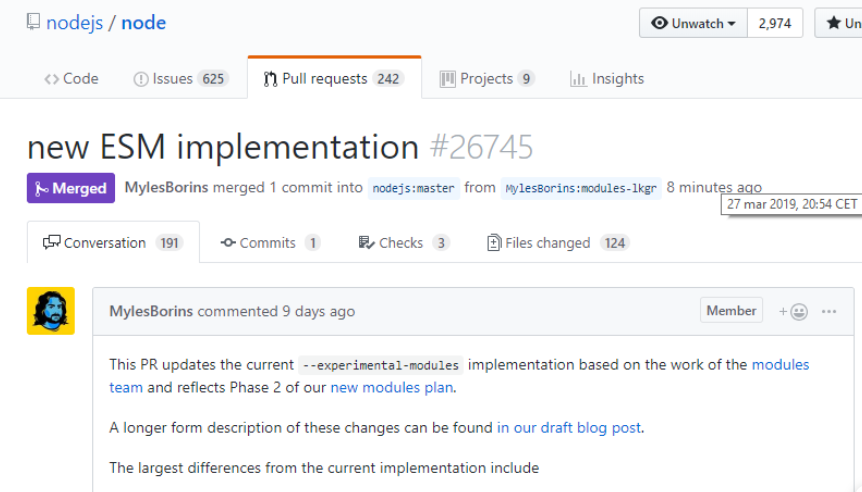 nodejs / node
Unwatch 2,974 Un
Code Issues 625 Pull requests 242 Projects 9 Insights
new ESM implementation #26745
Merged MylesBorins merged 1 commit into nodejs:master from MylesBorins:modules-lkgr 8 minutes ago
27 mar 2019, 20:54 CET
Conversation 191 Commits 1 Checks 3 Files changed 124
MylesBorins commented 9 days ago Member
This PR updates the current --experimental-modules implementation based on the work of the modules
team and reflects Phase 2 of our new modules plan.
A longer form description of these changes can be found in our draft blog post.
The largest differences from the current implementation include